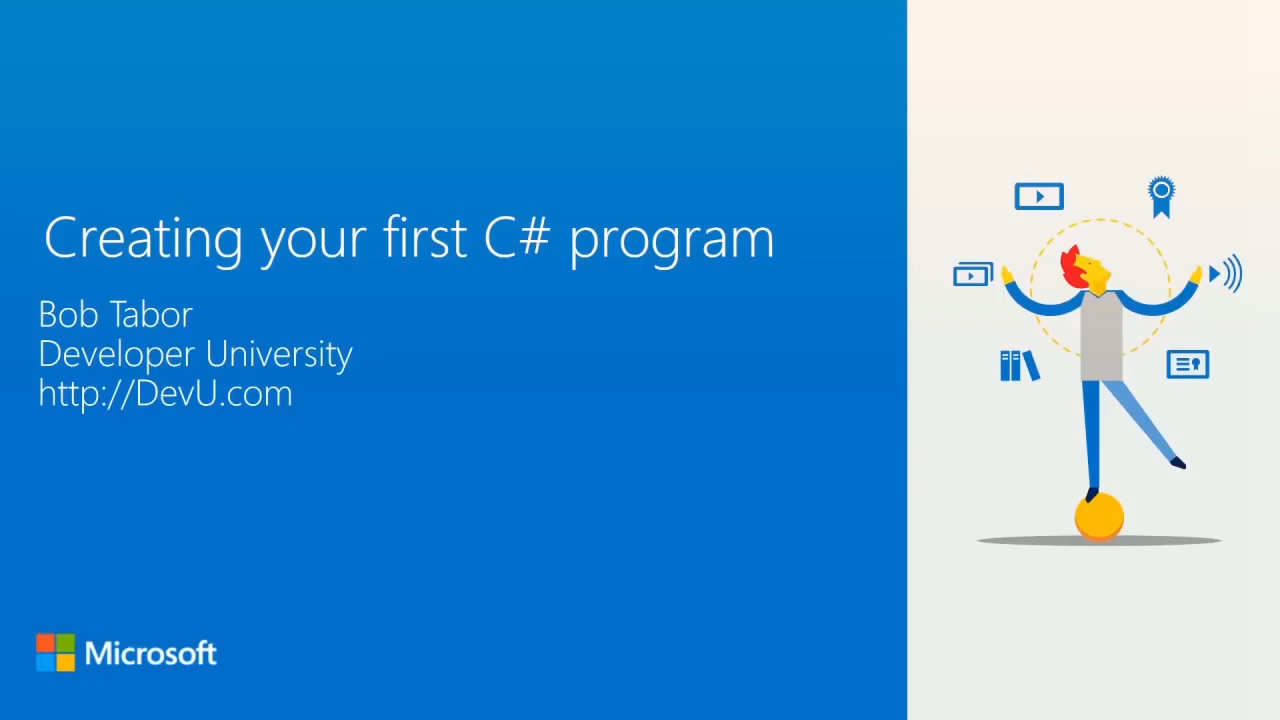 Creating your first C# program
Bob Tabor
Developer University
http://DevU.com
Microsoft